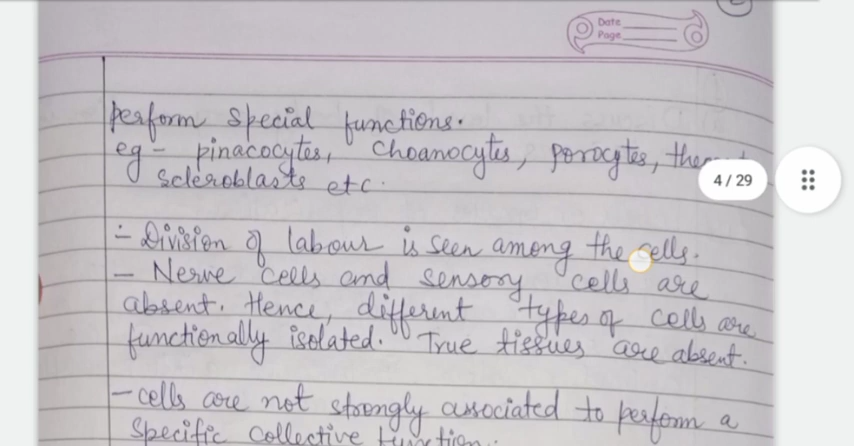 Date
Page
perform special functions.
eg - pinacocytes, choanocytes, porocytes,
scleroblasts etc.
4 / 29
- Division of labour is seen among the cells.
- Nerve cells and sensory cells are
absent. Hence, different types of cells are
functionally isolated. True tissues are absent.
- cells are not strongly associated to perform a
specific collective function.